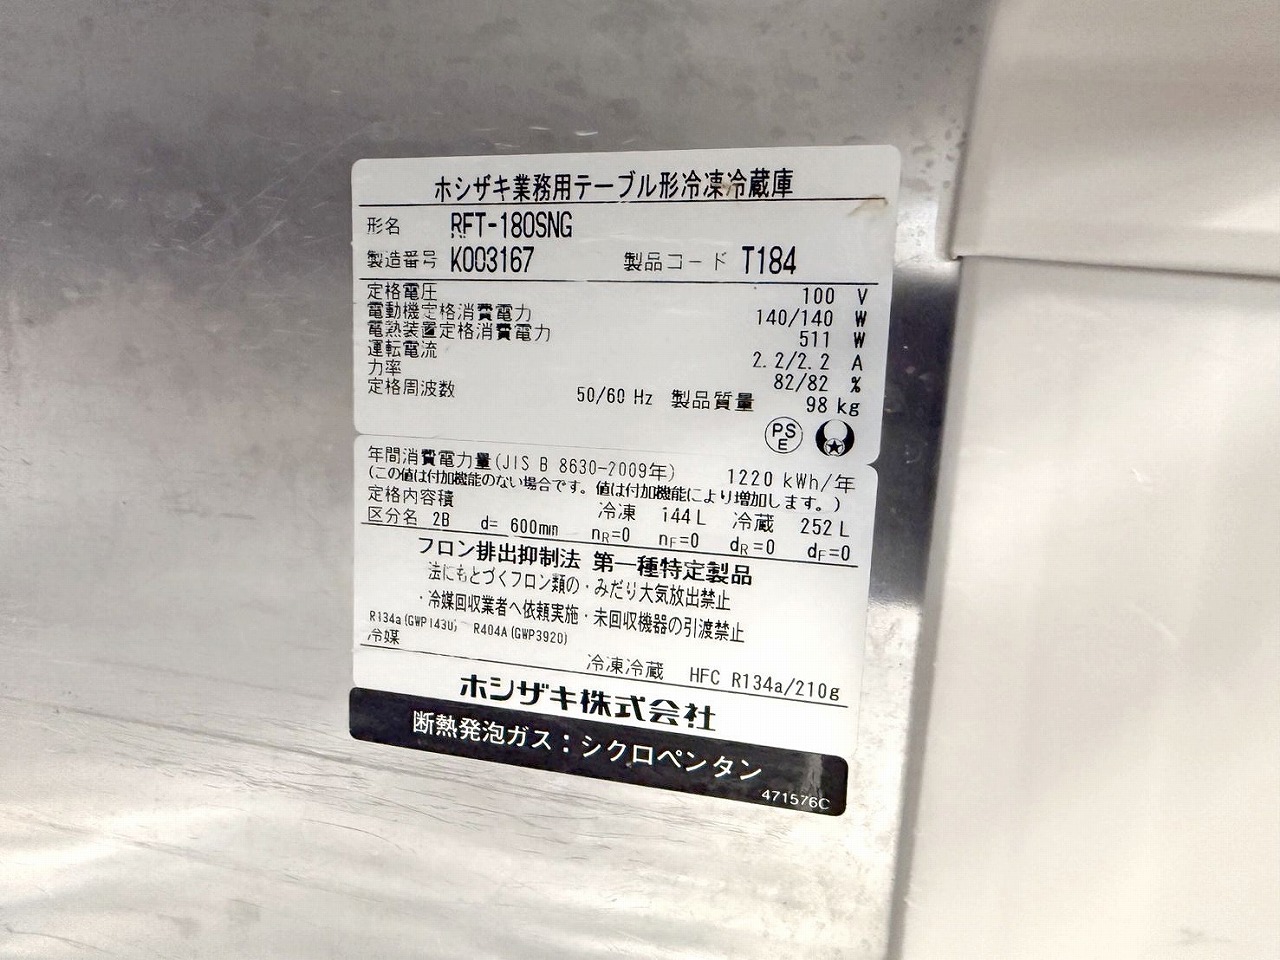 ホシザキ業務用テーブル形冷凍冷蔵庫
形名 RFT-180SNG
製造番号 K003167 製品コード T184
定格電圧 100 V
電動機定格消費電力 140/140 W
電熱装置定格消費電力 511 W
運転電流 2.2/2.2 A
力率 82/82 %
定格周波数 50/60 Hz 製品質量 98 kg
PS E
年間消費電力量(JIS B 8630-2009年) 1220 kWh/年
(この値は付加機能のない場合です。値は付加機能により増加します。)
定格内容積 冷凍 144 L 冷蔵 252 L
区分名 2B d= 600mm nR=0 nF=0 dR=0 dF=0
フロン排出抑制法 第一種特定製品
法にもとづくフロン類の・みだり大気放出禁止
・冷媒回収業者へ依頼実施・未回収機器の引渡禁止
R134a(GWP1430) R404A(GWP3920)
冷媒 冷凍冷蔵 HFC R134a/210g
ホシザキ株式会社
断熱発泡ガス：シクロペンタン
471576C